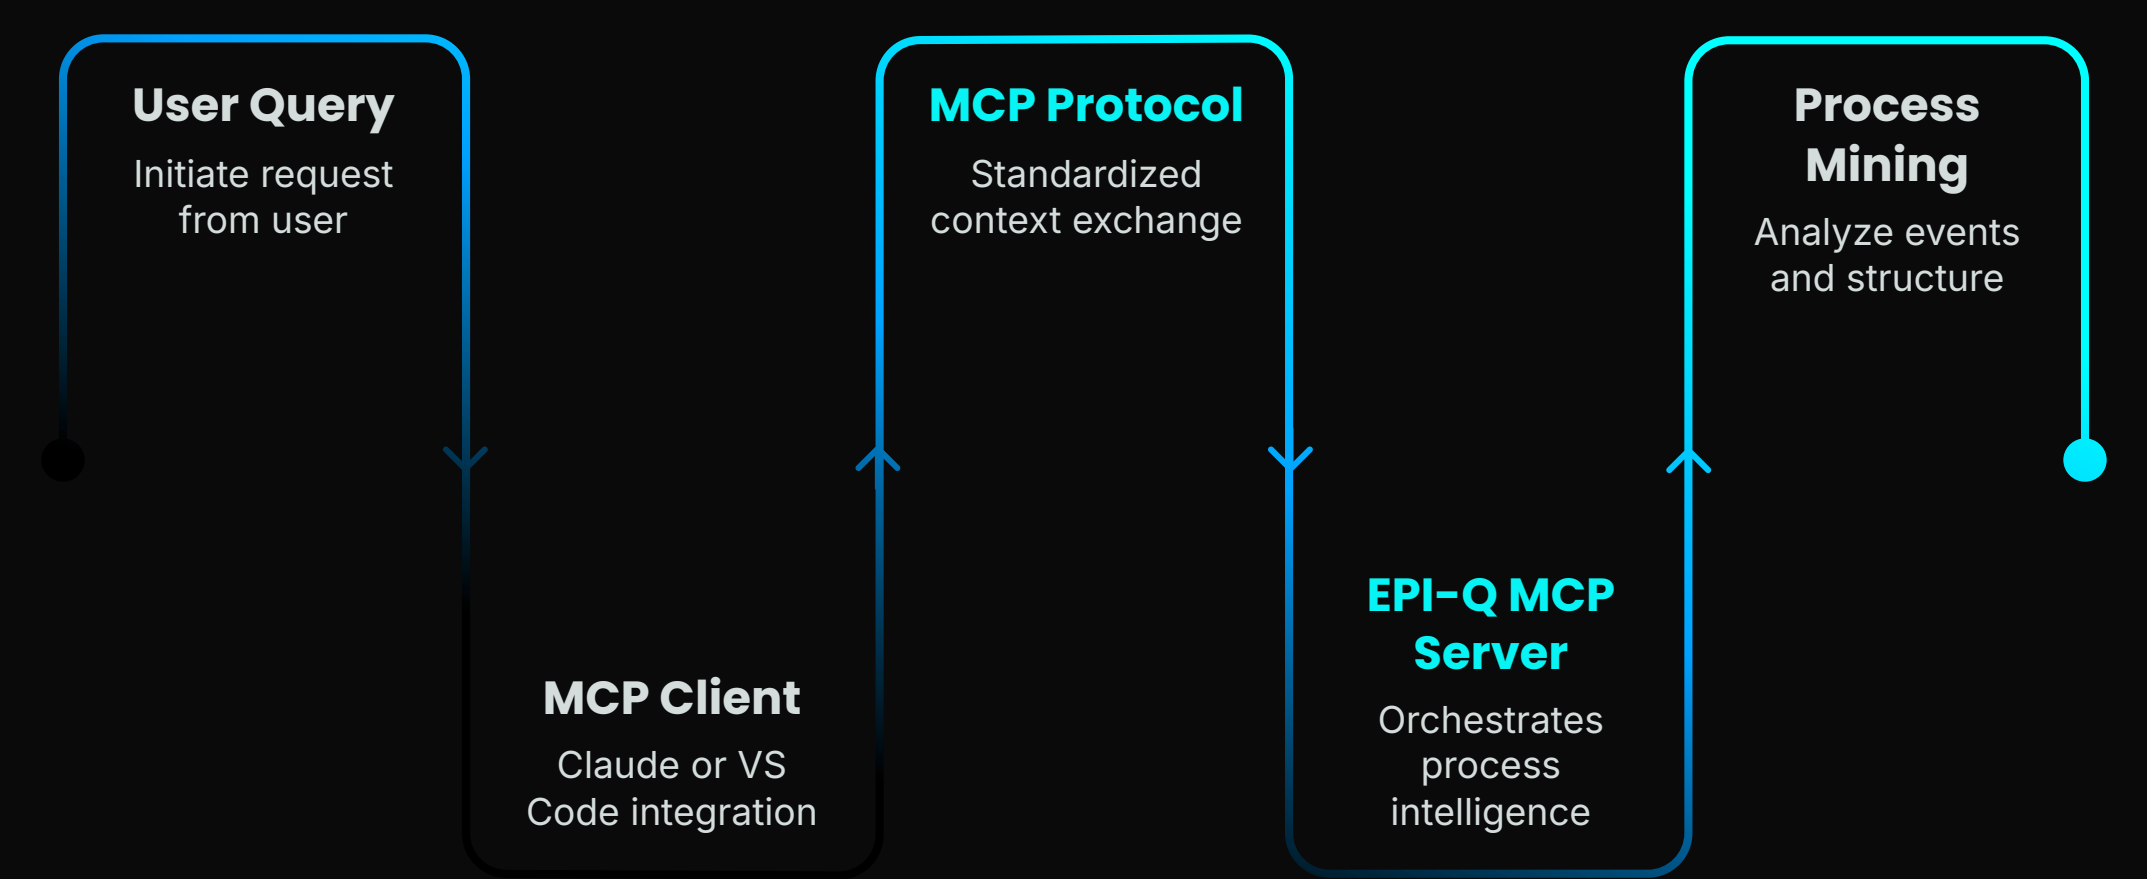 User Query
Initiate request
from user
MCP Client
Claude or VS
Code integration
MCP Protocol
Standardized
context exchange
EPI-Q MCP
Server
Orchestrates
process
intelligence
Process
Mining
Analyze events
and structure